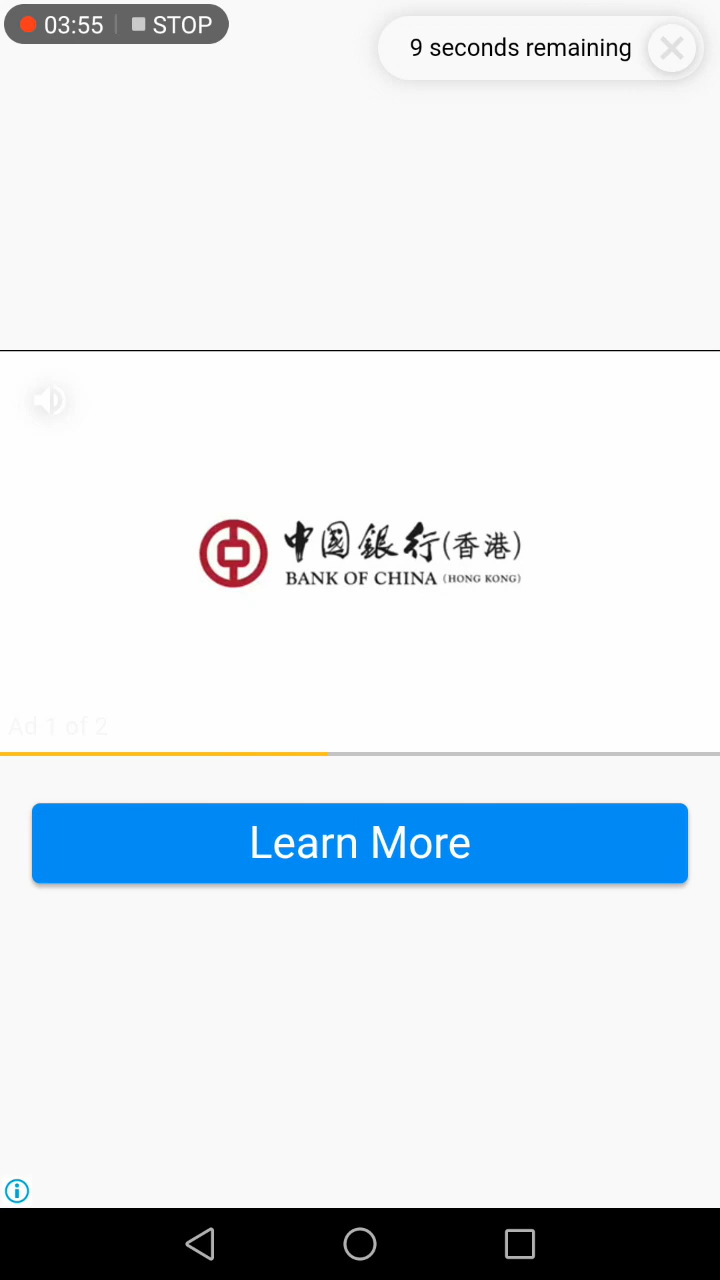 03:55 STOP
9 seconds remaining
中國銀行(香港)
BANK OF CHINA (HONG KONG)
Ad 1 of 2
Learn More